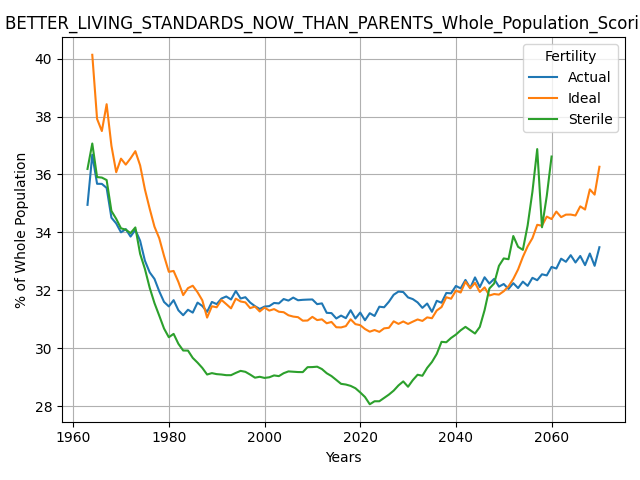 BETTER_LIVING_STANDARDS_NOW_THAN_PARENTS_Whole_Population_Scori
Fertility
Actual
Ideal
Sterile
% of Whole Population
40
38
36
34
32
30
28
1960
1980
2000
2020
2040
2060
Years